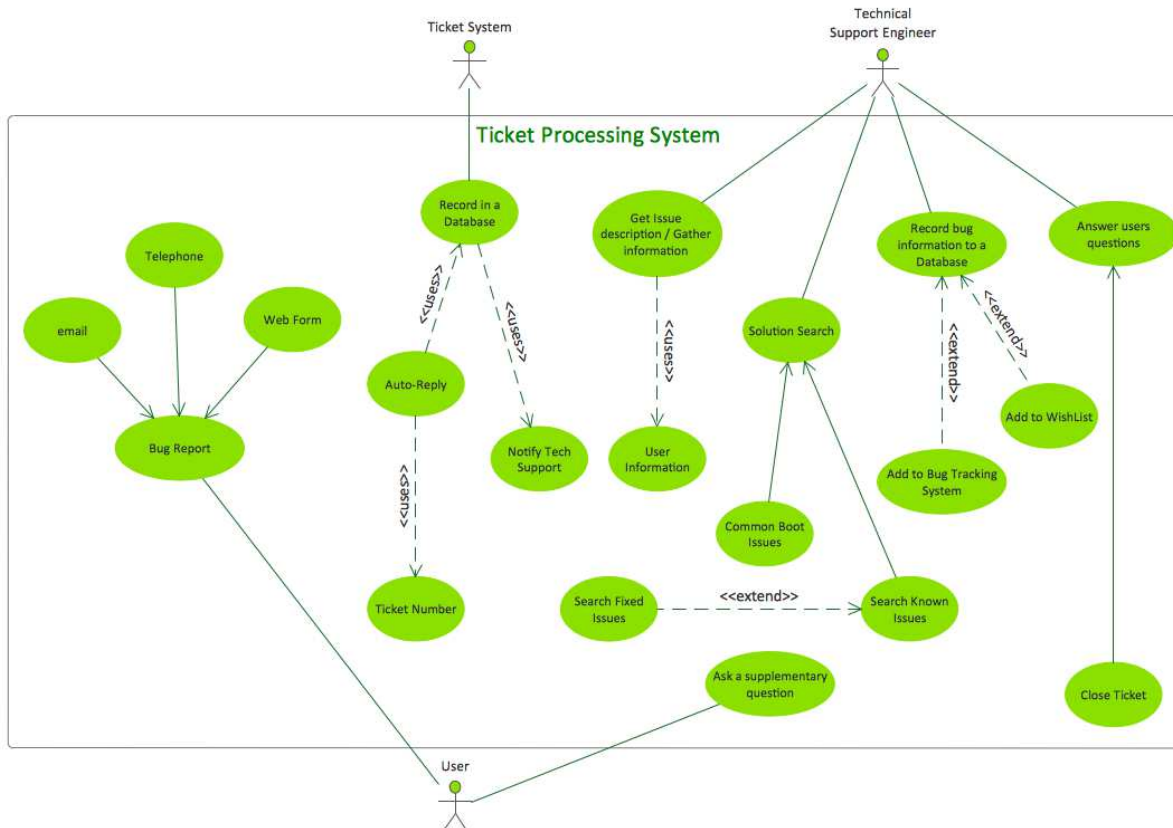 Technical
Support Engineer
Ticket System
Ticket Processing System
Record in a
Database
Get Issue
description / Gather
information
Record bug
information to a
Database
Answer users
questions
Telephone
email
Web Form
<<uses>>
<<uses>>
<<uses>>
<<extend>>
<<extend>>
Solution Search
Auto-Reply
Add to WishList
Bug Report
Notify Tech
Support
User
Information
Add to Bug Tracking
System
<<uses>>
Common Boot
Issues
Ticket Number
Search Fixed
Issues
<<extend>>
Search Known
Issues
Ask a supplementary
question
Close Ticket
User